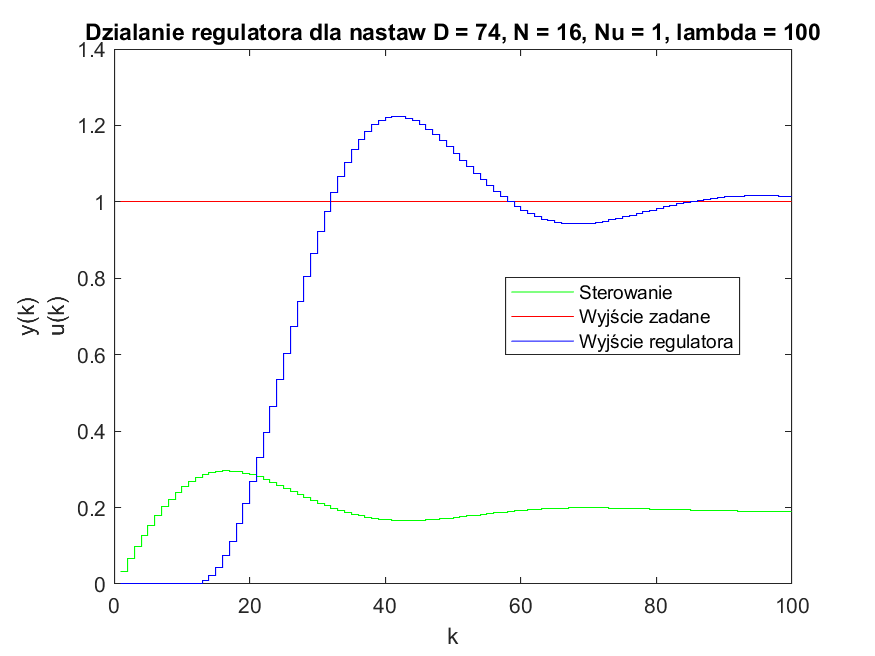 Dzialanie regulatora dla nastaw D = 74, N = 16, Nu = 1, lambda = 100
1.4
1.2
1
0.8
0.6
0.4
0.2
0
y(k)
u(k)
Sterowanie
Wyjście zadane
Wyjście regulatora
0
20
40
60
80
100
k